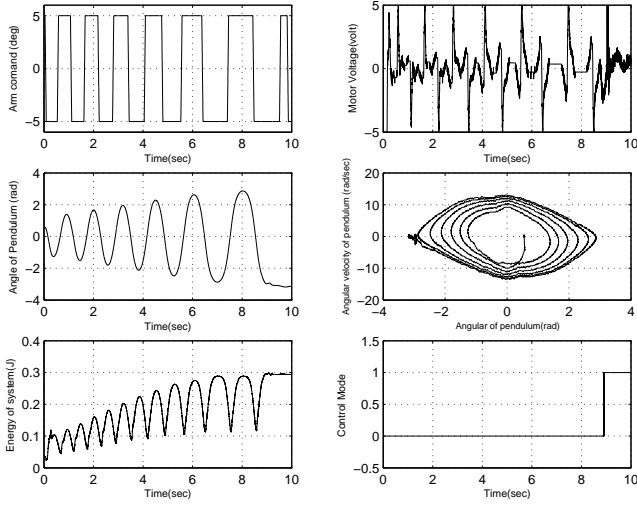 5
0
−5
0 2 4 6 8 10
Time(sec)
Arm comand (deg)
5
0
−5
0 2 4 6 8 10
Time(sec)
Motor Voltage(volt)
4
2
0
−2
−4
0 2 4 6 8 10
Time(sec)
Angle of Pendulum (rad)
20
10
0
−10
−20
−4 −2 0 2 4
Angular of pendulum(rad)
Angular velocity of pendulum (rad/sec)
0.4
0.3
0.2
0.1
0
0 2 4 6 8 10
Time(sec)
Energy of system(J)
1.5
1
0.5
0
−0.5
0 2 4 6 8 10
Time(sec)
Control Mode